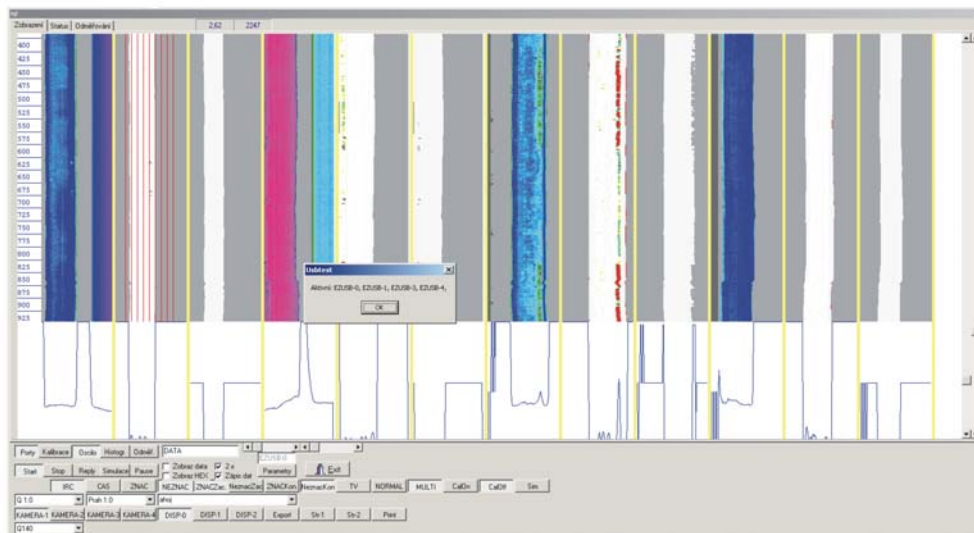 Zobrazení Status Odměřování 2,62 2247
400
425
450
475
500
525
550
575
600
625
650
675
700
725
750
775
800
825
850
875
900
925
Usbtest
Aktivní: EZUSB-0, EZUSB-1, EZUSB-3, EZUSB-4,
OK
Porty Kalibrace Oscilo Histogi Odměř. DATA
EZUSB-0
Start Stop Reply Simulace Pause Zobraz data 2 x Parametry Exit
Zobraz HEX Zápis dat
IRC CAS ZNAC NEZNAC ZNACZac. NeznacZac ZNACKon. NeznacKon TV NORMAL MULTI CalOn CalOff Sim.
Q 1.0 Prah 1.0 ahoj
KAMERA-1 KAMERA-2 KAMERA-3 KAMERA-4 DISP-0 DISP-1 DISP-2 Export Str-1 Str-2 Print
Q140